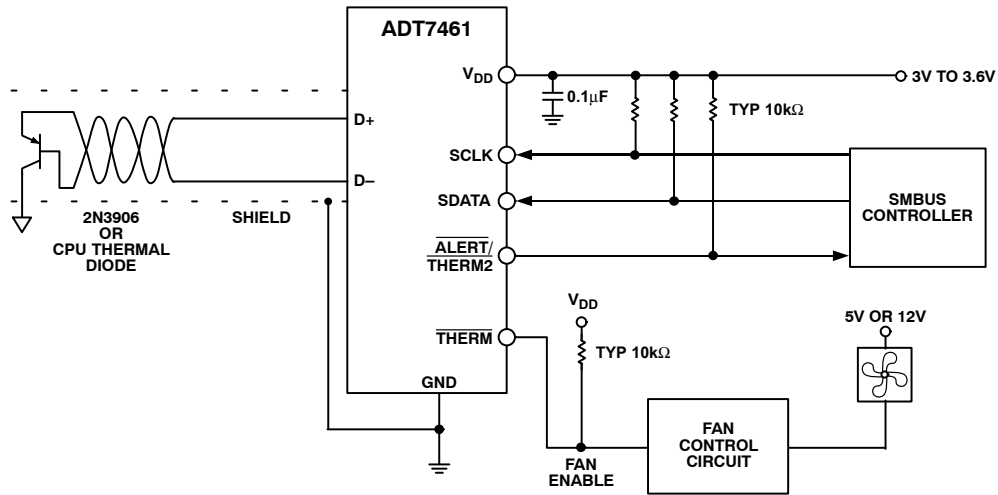 ADT7461
VDD
3V TO 3.6V
0.1μF
TYP 10kΩ
D+
SCLK
D–
SDATA
SMBUS
CONTROLLER
2N3906
OR
CPU THERMAL
DIODE
SHIELD
ALERT/
THERM2
VDD
5V OR 12V
THERM
TYP 10kΩ
GND
FAN
CONTROL
CIRCUIT
FAN
ENABLE